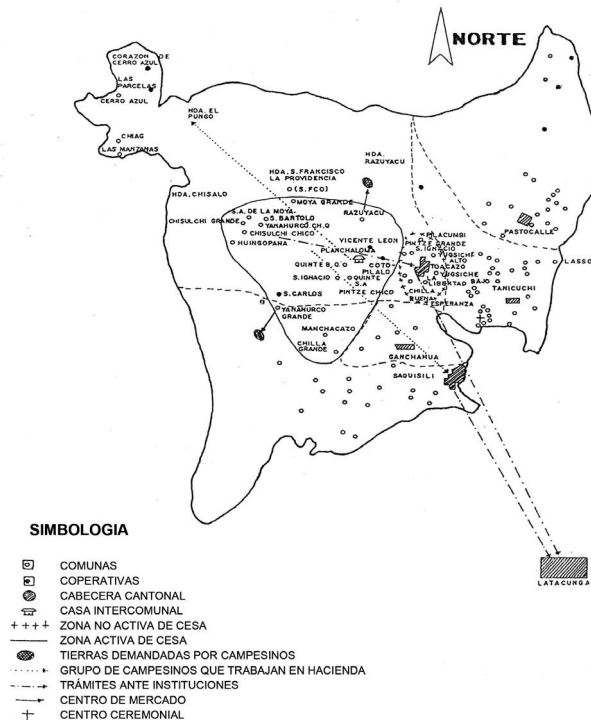 NORTE
CORAZON DE
CERRO AZUL
LAS
PARCELAS
CERRO AZUL
HDA. EL
PUNGO
CHIAG
LAS MANZANAS
HDA.
RAZUYACU
HDA. S. FRANCISCO
LA PROVIDENCIA
(S.FCO)
HDA. CHISALO
MOYA GRANDE
S.A. DE LA MOYA
RAZUYACU
S. BARTOLO
CHISULCHI GRANDE
YANAHURCO.CH.Q
CHISULCHI CHICO
HUINGOPANA
PILACUMBI
PASTOCALLE
VICENTE LEON
PINTZE GRANDE
S. IGNACIO
PLANCHALOMA
YUGSICHE
ALTO
LASSO
QUINTE B.
COTO
PILALO
TOACAZO
YUGSICHE
BAJO
S.IGNACIO
QUINTE
S.A
LA
LIBERTAD
TANICUCHI
PINTZE CHICO
CHILLA
BUENA
ESPERANZA
S.CARLOS
YANAHURCO
GRANDE
MANCHACAZO
CHILLA
GRANDE
CANCHAHUA
SAQUISILI
LATACUNGA
SIMBOLOGIA
COMUNAS
COPERATIVAS
CABECERA CANTONAL
CASA INTERCOMUNAL
ZONA NO ACTIVA DE CESA
ZONA ACTIVA DE CESA
TIERRAS DEMANDADAS POR CAMPESINOS
GRUPO DE CAMPESINOS QUE TRABAJAN EN HACIENDA
TRÁMITES ANTE INSTITUCIONES
CENTRO DE MERCADO
CENTRO CEREMONIAL